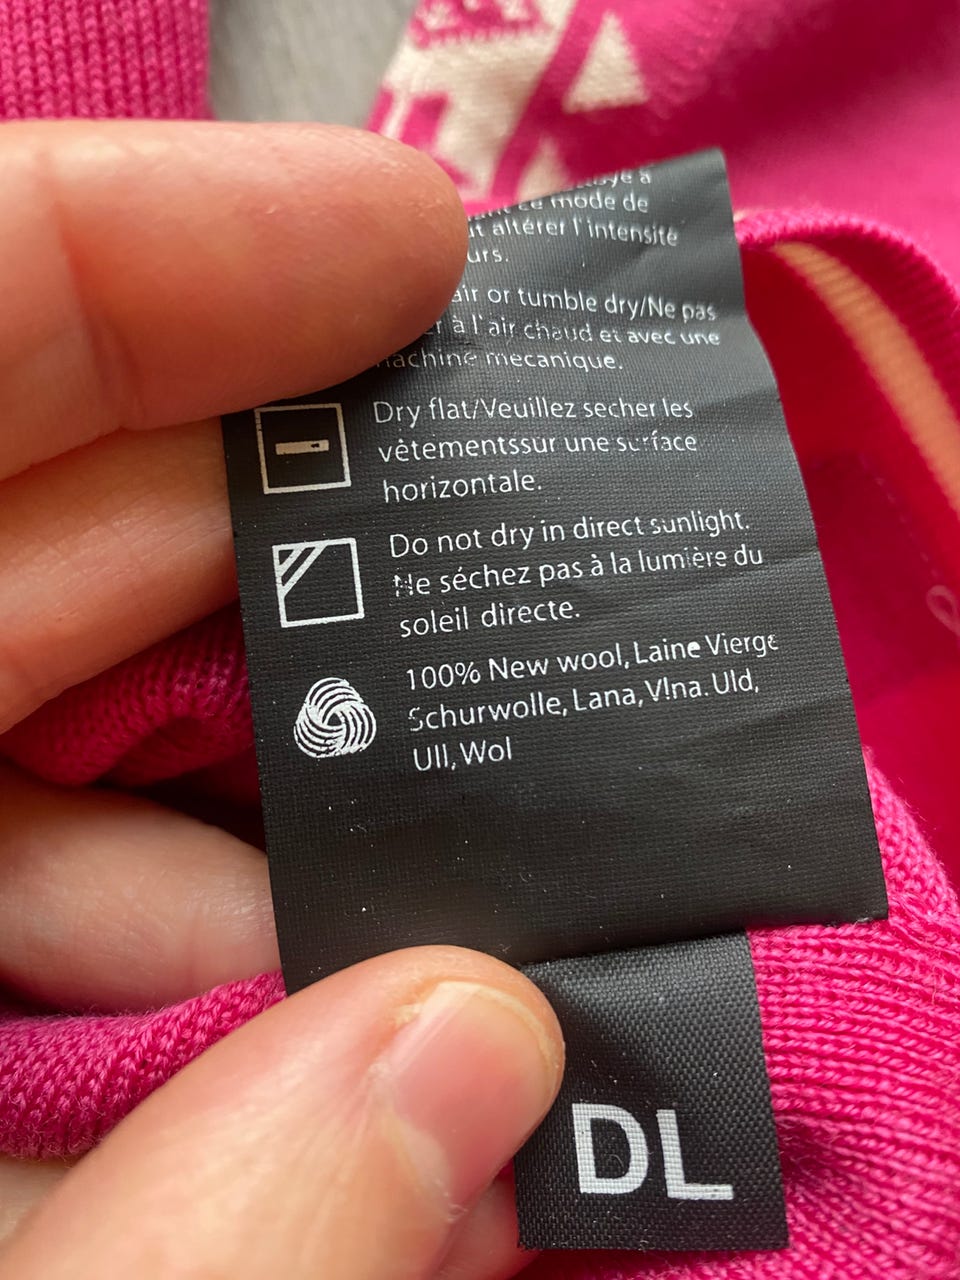 mode de
altérer l'intensité
air or tumble dry/Ne pas
à l'air chaud et avec une
machine mecanique.
Dry flat/Veuillez secher les
vêtementssur une surface
horizontale.
Do not dry in direct sunlight.
Ne séchez pas à la lumière du
soleil directe.
100% New wool, Laine Vierge
Schurwolle, Lana, V!na. Uld,
Ull, Wol
DL